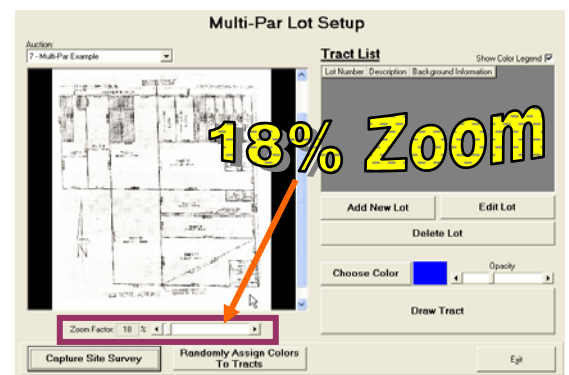 Multi-Par Lot Setup
Auction:
7 - Multi-Par Example
Tract List
Show Color Legend
Lot Number Description Background Information
18% Zoom
Add New Lot
Edit Lot
Delete Lot
Choose Color
Opacity
Draw Tract
Zoom Factor: 18 %
Capture Site Survey
Randomly Assign Colors
To Tracts
Exit